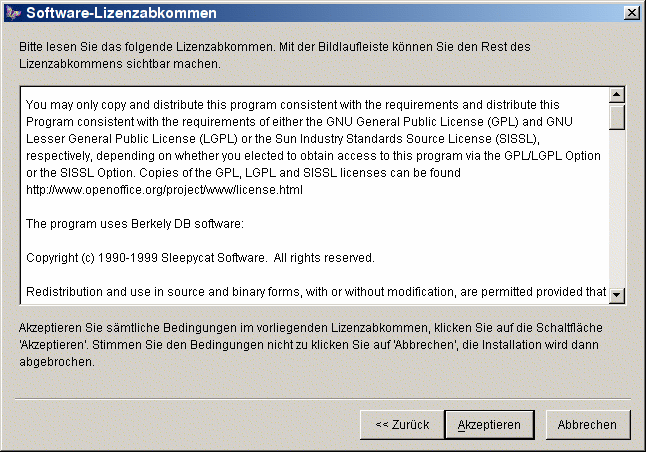 Software-Lizenzabkommen
Bitte lesen Sie das folgende Lizenzabkommen. Mit der Bildlaufleiste können Sie den Rest des
Lizenzabkommens sichtbar machen.
You may only copy and distribute this program consistent with the requirements and distribute this
Program consistent with the requirements of either the GNU General Public License (GPL) and GNU
Lesser General Public License (LGPL) or the Sun Industry Standards Source License (SISSL),
respectively, depending on whether you elected to obtain access to this program via the GPL/LGPL Option
or the SISSL Option. Copies of the GPL, LGPL and SISSL licenses can be found
http://www.openoffice.org/project/www/license.html
The program uses Berkely DB software:
Copyright (c) 1990-1999 Sleepycat Software. All rights reserved.
Redistribution and use in source and binary forms, with or without modification, are permitted provided that
Akzeptieren Sie sämtliche Bedingungen im vorliegenden Lizenzabkommen, klicken Sie auf die Schaltfläche
'Akzeptieren'. Stimmen Sie den Bedingungen nicht zu klicken Sie auf 'Abbrechen', die Installation wird dann
abgebrochen.
<< Zurück Akzeptieren Abbrechen